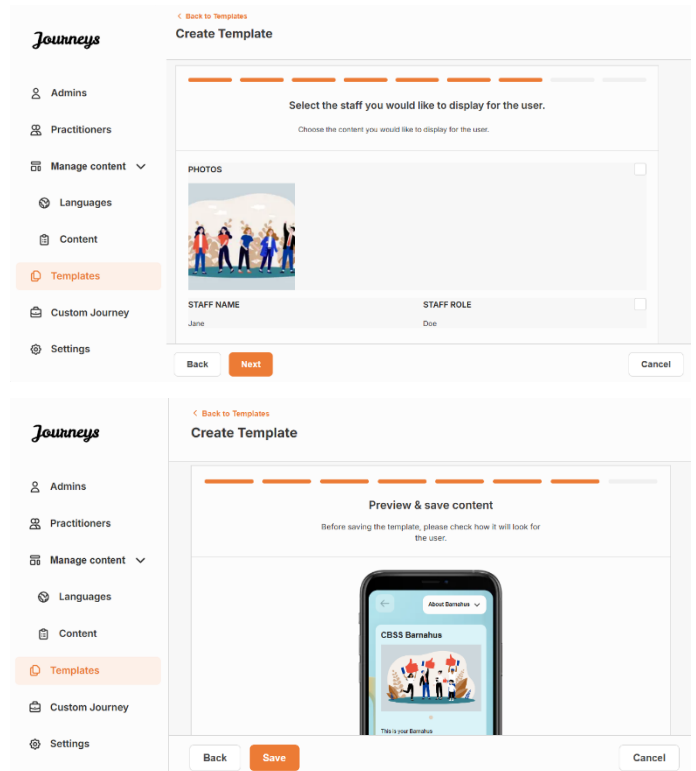 Journeys
Admins
Practitioners
Manage content
Languages
Content
Templates
Custom Journey
Settings
< Back to Templates
Create Template
Select the staff you would like to display for the user.
Choose the content you would like to display for the user.
PHOTOS
STAFF NAME STAFF ROLE
Jane Doe
Back Next Cancel
Journeys
Admins
Practitioners
Manage content
Languages
Content
Templates
Custom Journey
Settings
< Back to Templates
Create Template
Preview & save content
Before saving the template, please check how it will look for
the user.
About Barnahus
CBSS Barnahus
This is your Barnahus
Back Save Cancel